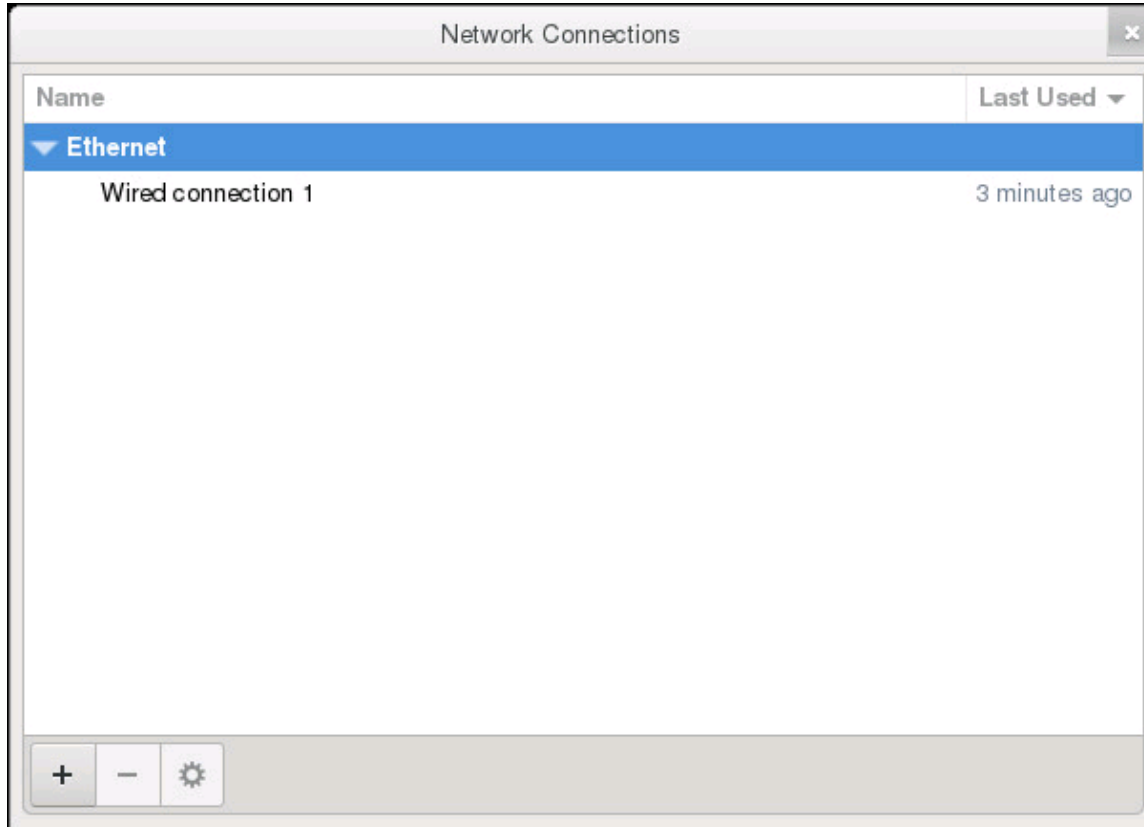 Network Connections
Name
Last Used
Ethernet
Wired connection 1
3 minutes ago